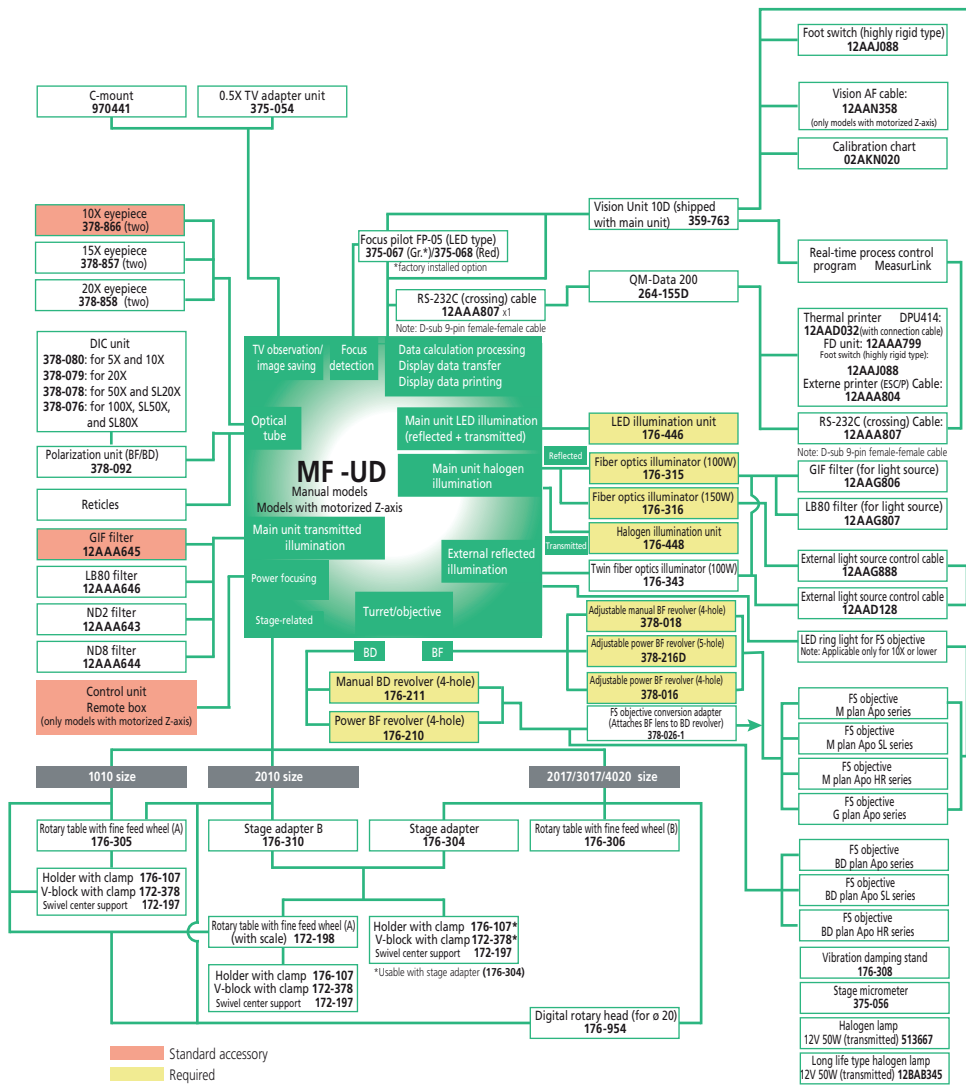 Foot switch (highly rigid type)
12AAJ088
C-mount
970441
0.5X TV adapter unit
375-054
Vision AF cable:
12AAN358
(only models with motorized Z-axis)
Calibration chart
02AKN020
10X eyepiece
378-866 (two)
15X eyepiece
378-857 (two)
20X eyepiece
378-858 (two)
Vision Unit 10D (shipped
with main unit) 359-763
Focus pilot FP-05 (LED type)
375-067 (Gr.*)/375-068 (Red)
*factory installed option
Real-time process control
program MeasurLink
RS-232C (crossing) cable
12AAA807 x1
Note: D-sub 9-pin female-female cable
QM-Data 200
264-155D
Thermal printer DPU414:
12AAD032(with connection cable)
FD unit: 12AAA799
Foot switch (highly rigid type):
12AAJ088
Externe printer (ESC/P) Cable:
12AAA804
RS-232C (crossing) Cable:
12AAA807
Note: D-sub 9-pin female-female cable
DIC unit
378-080: for 5X and 10X
378-079: for 20X
378-078: for 50X and SL20X
378-076: for 100X, SL50X,
and SL80X
Polarization unit (BF/BD)
378-092
Reticles
GIF filter
12AAA645
LB80 filter
12AAA646
ND2 filter
12AAA643
ND8 filter
12AAA644
Control unit
Remote box
(only models with motorized Z-axis)
TV observation/
image saving
Focus
detection
Data calculation processing
Display data transfer
Display data printing
Optical
tube
Main unit LED illumination
(reflected + transmitted)
Main unit halogen
illumination
MF -UD
Manual models
Models with motorized Z-axis
Main unit transmitted
illumination
External reflected
illumination
Power focusing
Stage-related
Turret/objective
BD
BF
LED illumination unit
176-446
Reflected
Fiber optics illuminator (100W)
176-315
Fiber optics illuminator (150W)
176-316
Transmitted
Halogen illumination unit
176-448
Twin fiber optics illuminator (100W)
176-343
GIF filter (for light source)
12AAG806
LB80 filter (for light source)
12AAG807
External light source control cable
12AAG888
External light source control cable
12AAD128
LED ring light for FS objective
Note: Applicable only for 10X or lower
Adjustable manual BF revolver (4-hole)
378-018
Adjustable power BF revolver (5-hole)
378-216D
Adjustable power BF revolver (4-hole)
378-016
Manual BD revolver (4-hole)
176-211
Power BF revolver (4-hole)
176-210
FS objective conversion adapter
(Attaches BF lens to BD revolver)
378-026-1
FS objective
M plan Apo series
FS objective
M plan Apo SL series
FS objective
M plan Apo HR series
FS objective
G plan Apo series
FS objective
BD plan Apo series
FS objective
BD plan Apo SL series
FS objective
BD plan Apo HR series
Vibration damping stand
176-308
Stage micrometer
375-056
Halogen lamp
12V 50W (transmitted) 513667
Long life type halogen lamp
12V 50W (transmitted) 12BAB345
1010 size
2010 size
2017/3017/4020 size
Rotary table with fine feed wheel (A)
176-305
Stage adapter B
176-310
Stage adapter
176-304
Rotary table with fine feed wheel (B)
176-306
Holder with clamp 176-107
V-block with clamp 172-378
Swivel center support 172-197
Rotary table with fine feed wheel (A)
(with scale) 172-198
Holder with clamp 176-107*
V-block with clamp 172-378*
Swivel center support 172-197
*Usable with stage adapter (176-304)
Holder with clamp 176-107
V-block with clamp 172-378
Swivel center support 172-197
Digital rotary head (for ø 20)
176-954
Standard accessory
Required